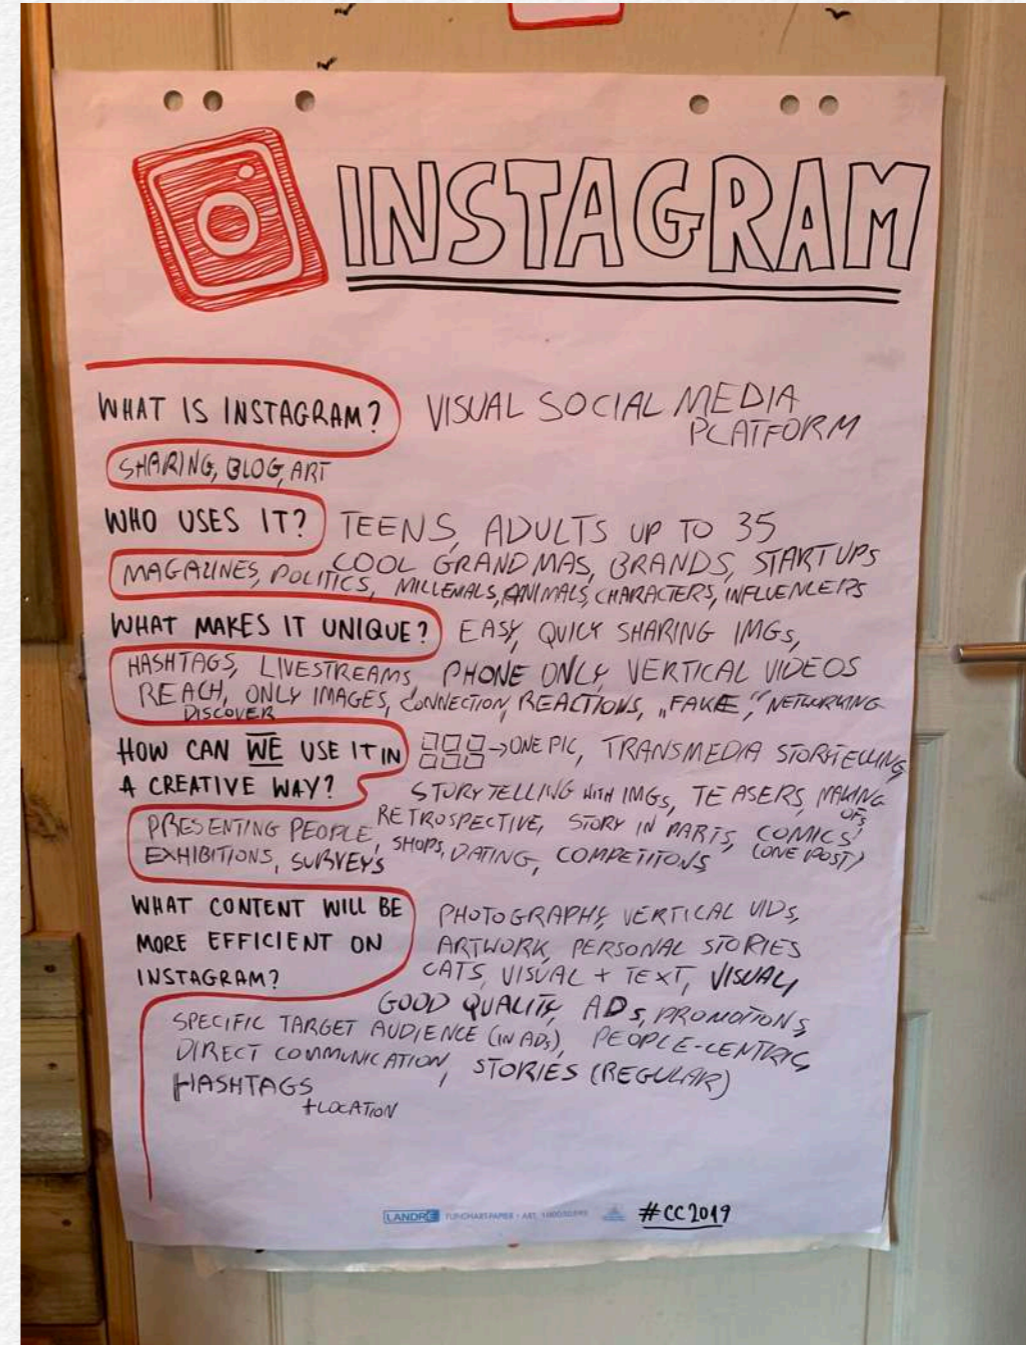 INSTAGRAM
WHAT IS INSTAGRAM? VISUAL SOCIAL MEDIA
PLATFORM
SHARING, BLOG, ART
WHO USES IT? TEENS, ADULTS UP TO 35
COOL GRANDMAS, BRANDS, STARTUPS
MAGAZINES, POLITICS, MILLENIALS, ANIMALS, CHARACTERS, INFLUENCERS
WHAT MAKES IT UNIQUE? EASY, QUICK SHARING IMGS,
HASHTAGS, LIVESTREAMS PHONE ONLY VERTICAL VIDEOS
REACH, ONLY IMAGES, CONNECTION, REACTIONS, „FAKE," NETWORKING
DISCOVER
HOW CAN WE USE IT IN → ONE PIC, TRANSMEDIA STORYTELLING
A CREATIVE WAY? STORYTELLING WITH IMGS, TEASERS, MAKING
OFS
PRESENTING PEOPLE, RETROSPECTIVE, STORY IN PARTS, COMICS
(ONE POST)
EXHIBITIONS, SURVEYS SHOPS, DATING, COMPETITONS
WHAT CONTENT WILL BE PHOTOGRAPHY, VERTICAL VIDS,
MORE EFFICIENT ON ARTWORK, PERSONAL STORIES
INSTAGRAM? CATS, VISUAL + TEXT, VISUAL,
GOOD QUALITY, ADS, PROMOTIONS,
SPECIFIC TARGET AUDIENCE (IN ADS), PEOPLE-CENTRIC,
DIRECT COMMUNICATION, STORIES (REGULAR)
HASHTAGS
+ LOCATION
LANDRÉ #CC2019